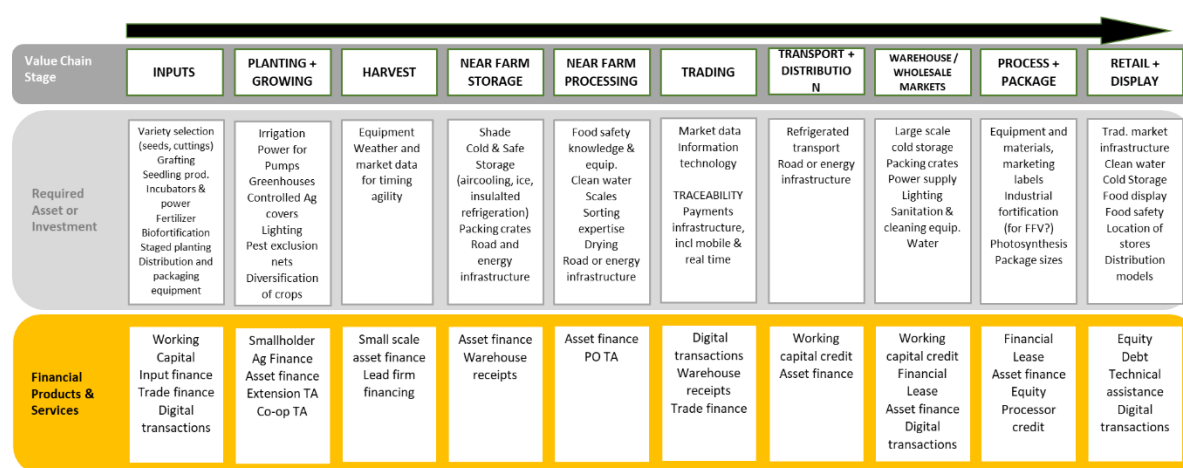 Value Chain
Stage
INPUTS
PLANTING +
GROWING
HARVEST
NEAR FARM
STORAGE
NEAR FARM
PROCESSING
TRADING
TRANSPORT +
DISTRIBUTIO
N
WAREHOUSE /
WHOLESALE
MARKETS
PROCESS +
PACKAGE
RETAIL +
DISPLAY
Required
Asset or
Investment
Variety selection
(seeds, cuttings)
Grafting
Seedling prod.
Incubators &
power
Fertilizer
Biofortification
Staged planting
Distribution and
packaging
equipment
Irrigation
Power for
Pumps
Greenhouses
Controlled Ag
covers
Lighting
Pest exclusion
nets
Diversification
of crops
Equipment
Weather and
market data
for timing
agility
Shade
Cold & Safe
Storage
(aircooling, ice,
insulalted
refrigeration)
Packing crates
Road and
energy
infrastructure
Food safety
knowledge &
equip.
Clean water
Scales
Sorting
expertise
Drying
Road or energy
infrastructure
Market data
Information
technology
TRACEABILITY
Payments
infrastructure,
incl mobile &
real time
Refrigerated
transport
Road or energy
infrastructure
Large scale
cold storage
Packing crates
Power supply
Lighting
Sanitation &
cleaning equip.
Water
Equipment and
materials,
marketing
labels
Industrial
fortification
(for FFV?)
Photosynthesis
Package sizes
Trad. market
infrastructure
Clean water
Cold Storage
Food display
Food safety
Location of
stores
Distribution
models
Financial
Products &
Services
Working
Capital
Input finance
Trade finance
Digital
transactions
Smallholder
Ag Finance
Asset finance
Extension TA
Co-op TA
Small scale
asset finance
Lead firm
financing
Asset finance
Warehouse
receipts
Asset finance
PO TA
Digital
transactions
Warehouse
receipts
Trade finance
Working
capital credit
Asset finance
Working
capital credit
Financial
Lease
Asset finance
Digital
transactions
Financial
Lease
Asset finance
Equity
Processor
credit
Equity
Debt
Technical
assistance
Digital
transactions